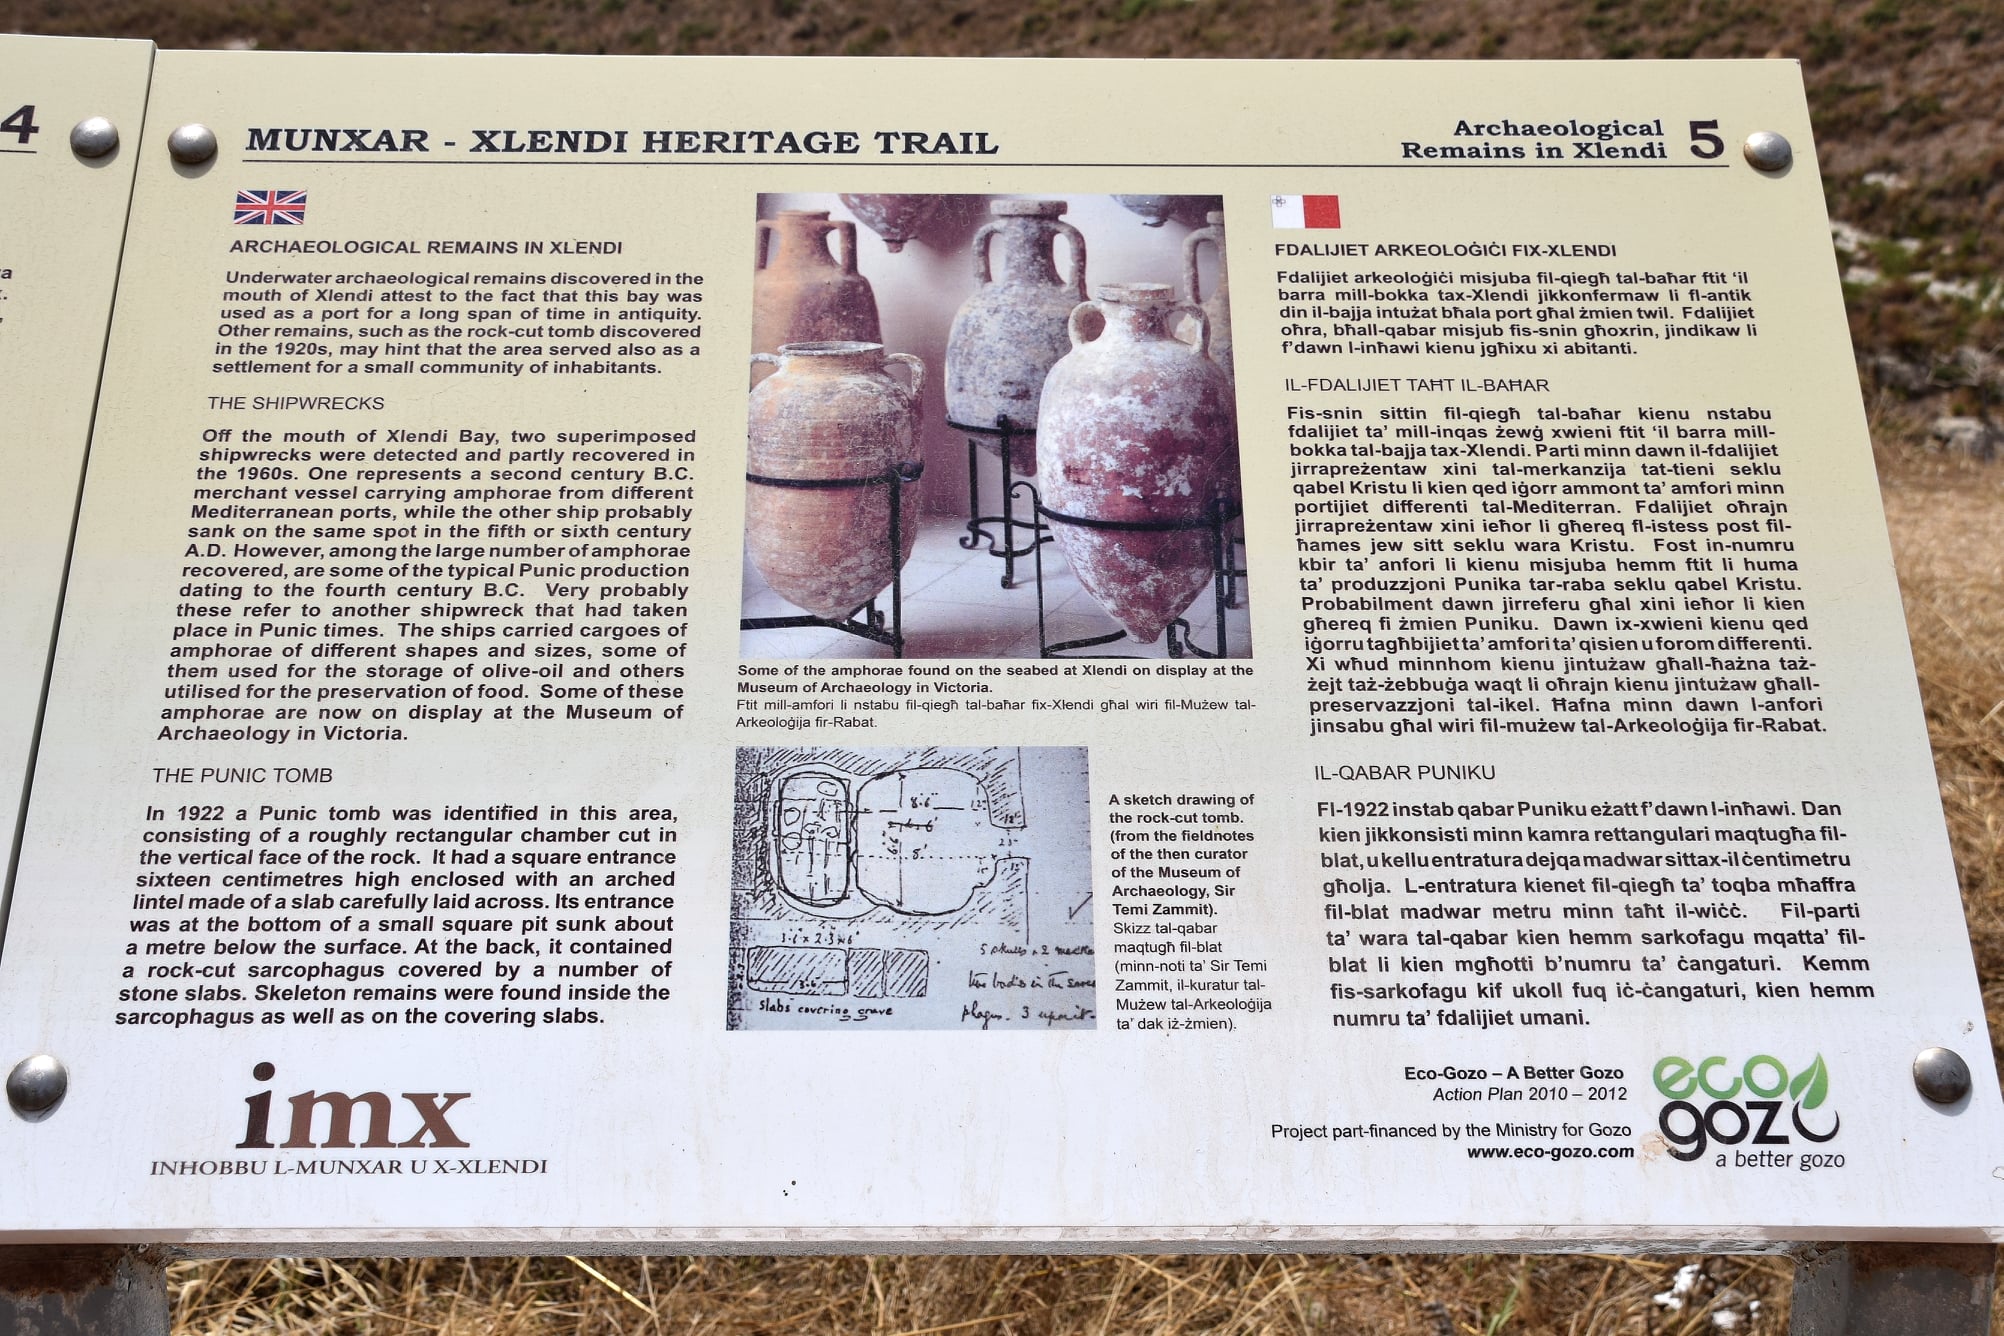 4
MUNXAR - XLENDI HERITAGE TRAIL
Archaeological
Remains in Xlendi
5
ARCHAEOLOGICAL REMAINS IN XLENDI
Underwater archaeological remains discovered in the
mouth of Xlendi attest to the fact that this bay was
used as a port for a long span of time in antiquity.
Other remains, such as the rock-cut tomb discovered
in the 1920s, may hint that the area served also as a
settlement for a small community of inhabitants.
THE SHIPWRECKS
Off the mouth of Xlendi Bay, two superimposed
shipwrecks were detected and partly recovered in
the 1960s. One represents a second century B.C.
merchant vessel carrying amphorae from different
Mediterranean ports, while the other ship probably
sank on the same spot in the fifth or sixth century
A.D. However, among the large number of amphorae
recovered, are some of the typical Punic production
dating to the fourth century B.C. Very probably
these refer to another shipwreck that had taken
place in Punic times. The ships carried cargoes of
amphorae of different shapes and sizes, some of
them used for the storage of olive-oil and others
utilised for the preservation of food. Some of these
amphorae are now on display at the Museum of
Archaeology in Victoria.
THE PUNIC TOMB
In 1922 a Punic tomb was identified in this area,
consisting of a roughly rectangular chamber cut in
the vertical face of the rock. It had a square entrance
sixteen centimetres high enclosed with an arched
lintel made of a slab carefully laid across. Its entrance
was at the bottom of a small square pit sunk about
a metre below the surface. At the back, it contained
a rock-cut sarcophagus covered by a number of
stone slabs. Skeleton remains were found inside the
sarcophagus as well as on the covering slabs.
Some of the amphorae found on the seabed at Xlendi on display at the
Museum of Archaeology in Victoria.
Ftit mill-amfori li nstabu fil-qiegħ tal-baħar fix-Xlendi għal wiri fil-Mużew tal-
Arkeoloġija fir-Rabat.
8.6"
8'
3.6 x 2.3 x 6"
3.6"
slabs covering grave
5 skulls & 2
two bodies in the sarco
phagus. 3
A sketch drawing of
the rock-cut tomb.
(from the fieldnotes
of the then curator
of the Museum of
Archaeology, Sir
Temi Zammit).
Skizz tal-qabar
maqtugħ fil-blat
(minn-noti ta' Sir Temi
Zammit, il-kuratur tal-
Mużew tal-Arkeoloġija
ta' dak iż-żmien).
FDALIJIET ARKEOLOĠIĊI FIX-XLENDI
Fdalijiet arkeoloġiċi misjuba fil-qiegħ tal-baħar ftit 'il
barra mill-bokka tax-Xlendi jikkonfermaw li fl-antik
din il-bajja intużat bħala port għal żmien twil. Fdalijiet
oħra, bħall-qabar misjub fis-snin għoxrin, jindikaw li
f'dawn l-inħawi kienu jgħixu xi abitanti.
IL-FDALIJIET TAĦT IL-BAĦAR
Fis-snin sittin fil-qiegħ tal-baħar kienu nstabu
fdalijiet ta' mill-inqas żewġ xwieni ftit 'il barra mill-
bokka tal-bajja tax-Xlendi. Parti minn dawn il-fdalijiet
jirrapreżentaw xini tal-merkanzija tat-tieni seklu
qabel Kristu li kien qed iġorr ammont ta' amfori minn
portijiet differenti tal-Mediterran. Fdalijiet oħrajn
jirrapreżentaw xini ieħor li għereq fl-istess post fil-
ħames jew sitt seklu wara Kristu. Fost in-numru
kbir ta' anfori li kienu misjuba hemm ftit li huma
ta' produzzjoni Punika tar-raba seklu qabel Kristu.
Probabilment dawn jirreferu għal xini ieħor li kien
għereq fi żmien Puniku. Dawn ix-xwieni kienu qed
iġorru tagħbijiet ta' amfori ta' qisien u forom differenti.
Xi wħud minnhom kienu jintużaw għall-ħażna taż-
żejt taż-żebbuġa waqt li oħrajn kienu jintużaw għall-
preservazzjoni tal-ikel. Ħafna minn dawn l-anfori
jinsabu għal wiri fil-mużew tal-Arkeoloġija fir-Rabat.
IL-QABAR PUNIKU
Fl-1922 instab qabar Puniku eżatt f'dawn l-inħawi. Dan
kien jikkonsisti minn kamra rettangulari maqtugħa fil-
blat, u kellu entratura dejqa madwar sittax-il ċentimetru
għolja. L-entratura kienet fil-qiegħ ta' toqba mħaffra
fil-blat madwar metru minn taħt il-wiċċ. Fil-parti
ta' wara tal-qabar kien hemm sarkofagu mqatta' fil-
blat li kien mgħotti b'numru ta' ċangaturi. Kemm
fis-sarkofagu kif ukoll fuq iċ-ċangaturi, kien hemm
numru ta' fdalijiet umani.
imx
INHOBBU L-MUNXAR U X-XLENDI
Eco-Gozo – A Better Gozo
Action Plan 2010 – 2012
Project part-financed by the Ministry for Gozo
www.eco-gozo.com
eco
gozo
a better gozo